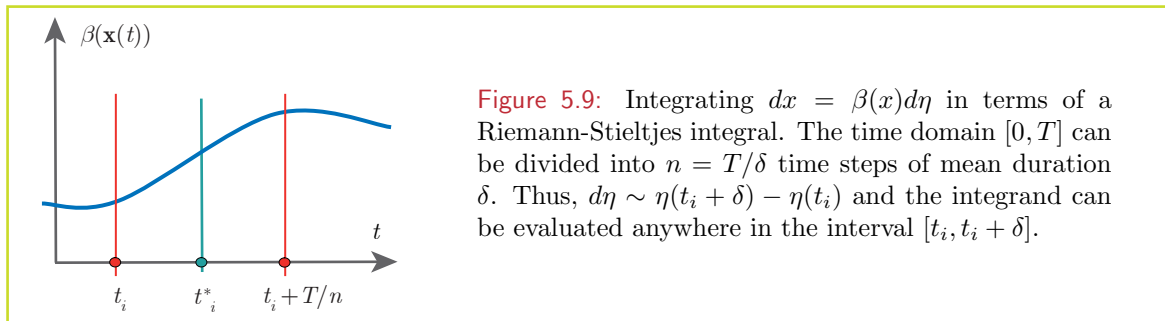 β(x(t))
t
t_i
t*_i
t_i + T/n
Figure 5.9: Integrating dx = β(x)dη in terms of a
Riemann-Stieltjes integral. The time domain [0, T] can
be divided into n = T/δ time steps of mean duration
δ. Thus, dη ∼ η(t_i + δ) − η(t_i) and the integrand can
be evaluated anywhere in the interval [t_i, t_i + δ].